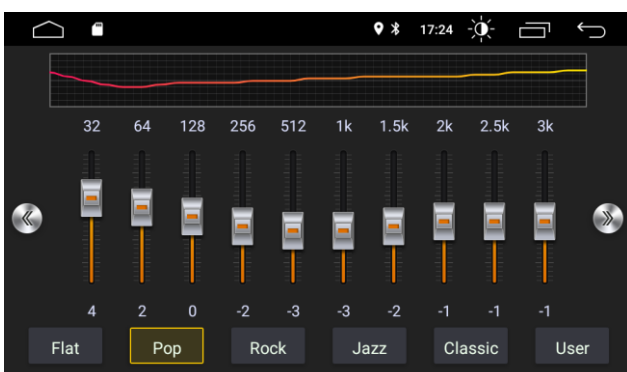 17:24
32 64 128 256 512 1k 1.5k 2k 2.5k 3k
4 2 0 -2 -3 -3 -2 -1 -1 -1
Flat Pop Rock Jazz Classic User